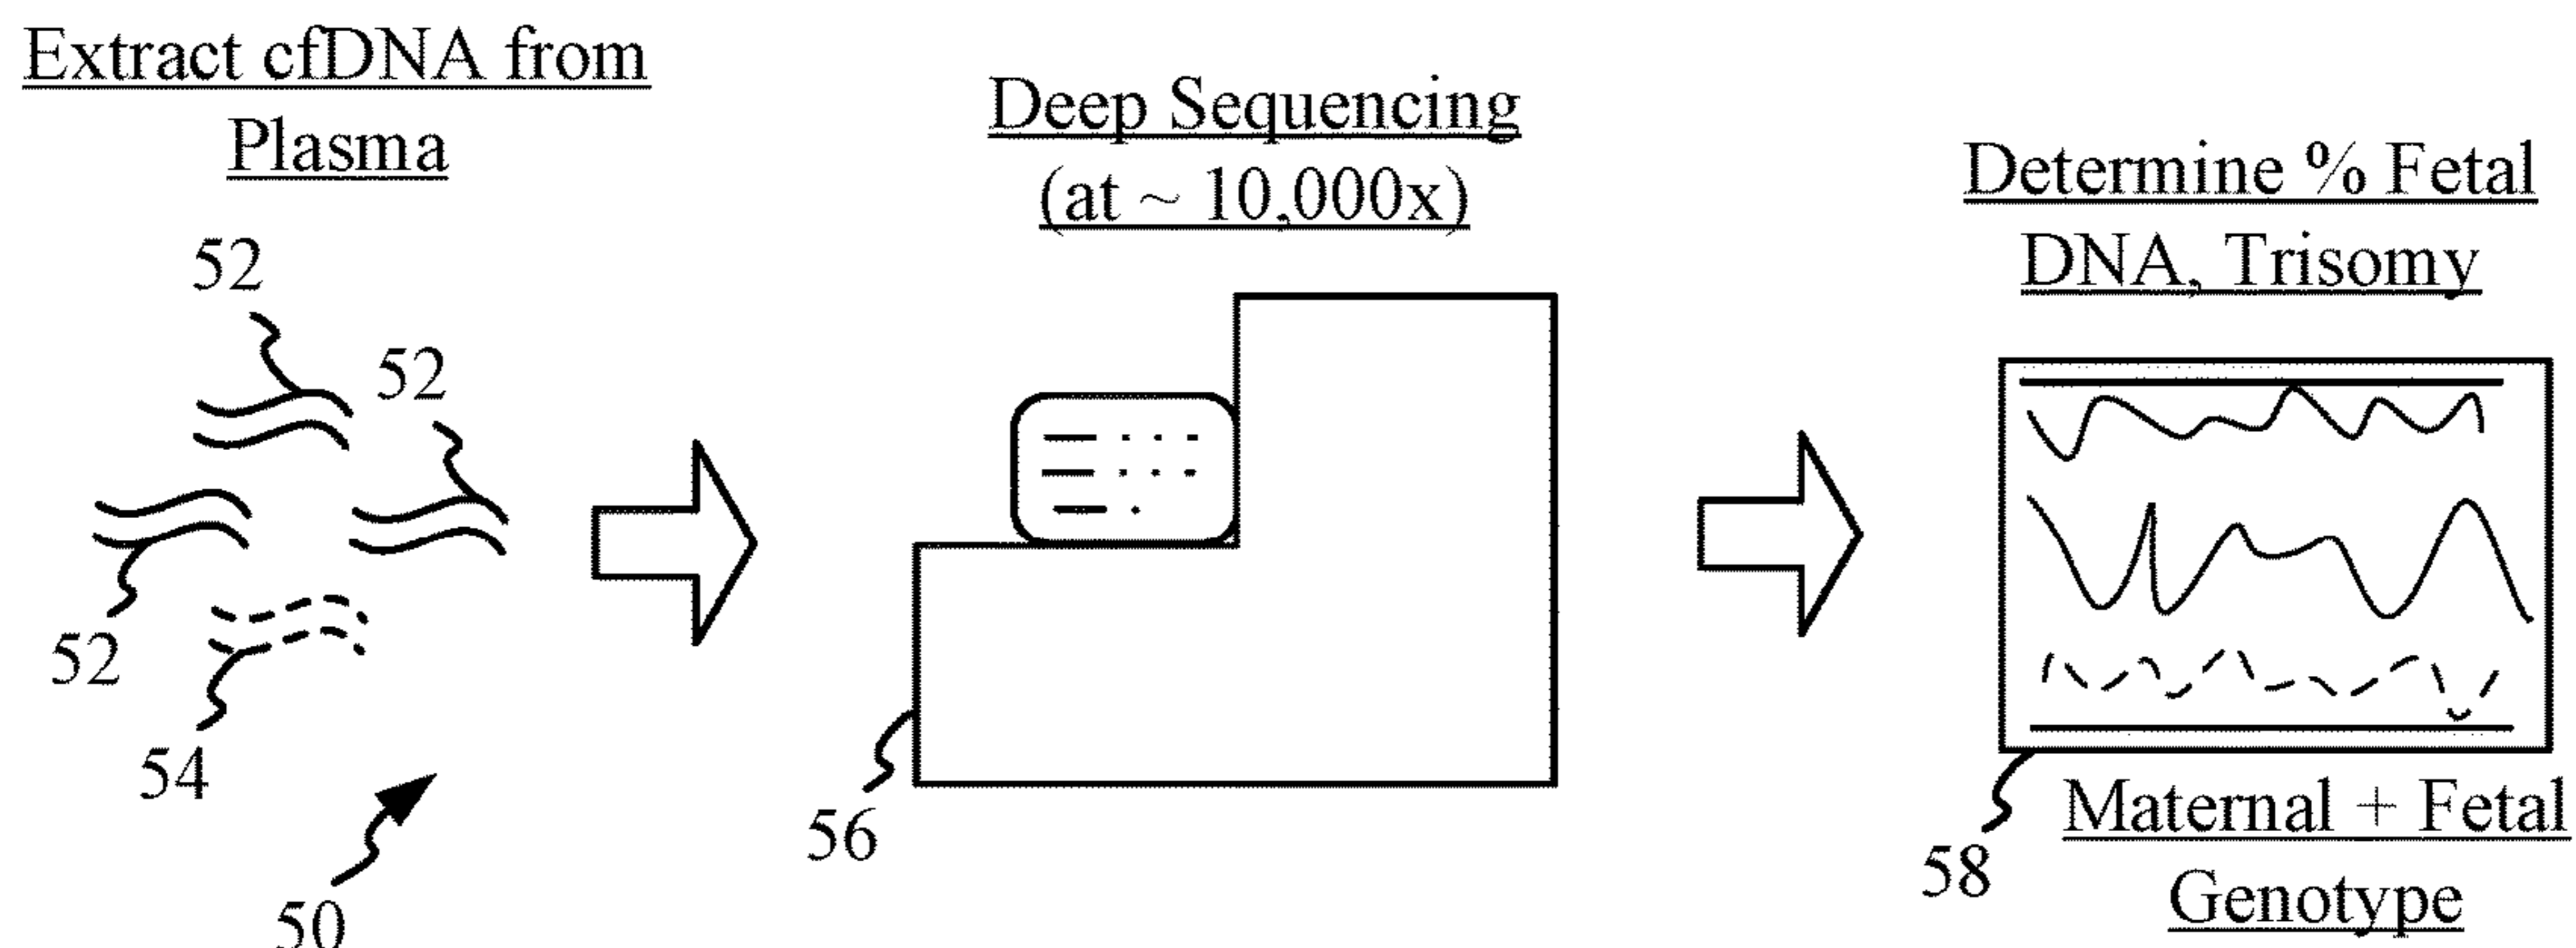 Extract cfDNA from
Plasma
52
52
52
54
50
Deep Sequencing
(at ~ 10,000x)
56
Determine % Fetal
DNA, Trisomy
58
Maternal + Fetal
Genotype